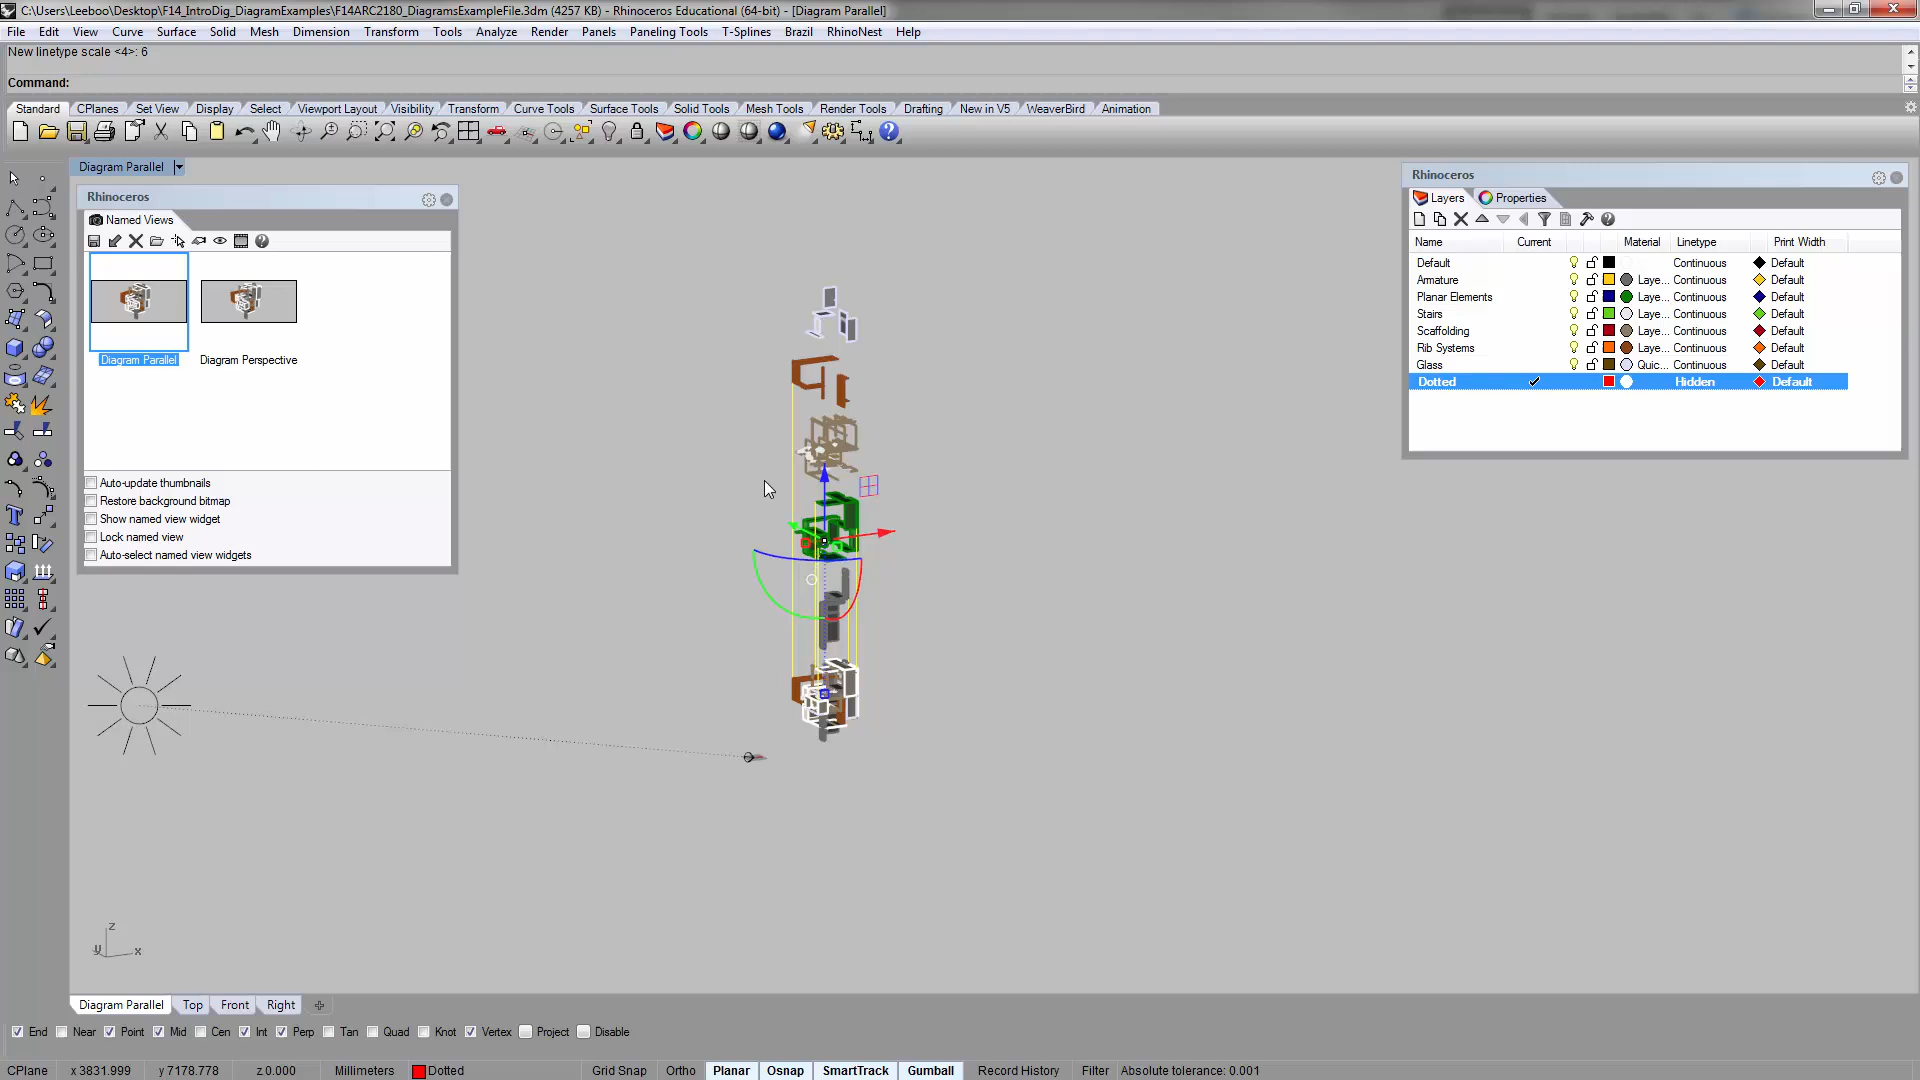 C:\Users\Leeboo\Desktop\F14_IntroDig_DiagramExamples\F14ARC2180_DiagramsExampleFile.3dm (4257 KB) - Rhinoceros Educational (64-bit) - [Diagram Parallel]
File Edit View Curve Surface Solid Mesh Dimension Transform Tools Analyze Render Panels Paneling Tools T-Splines Brazil RhinoNest Help
New linetype scale <4>: 6
Command:
Standard CPlanes Set View Display Select Viewport Layout Visibility Transform Curve Tools Surface Tools Solid Tools Mesh Tools Render Tools Drafting New in V5 WeaverBird Animation
Diagram Parallel
Rhinoceros
Named Views
Diagram Parallel Diagram Perspective
Auto-update thumbnails
Restore background bitmap
Show named view widget
Lock named view
Auto-select named view widgets
Rhinoceros
Layers Properties
Name Current Material Linetype Print Width
Default Continuous Default
Armature Laye... Continuous Default
Planar Elements Laye... Continuous Default
Stairs Laye... Continuous Default
Scaffolding Laye... Continuous Default
Rib Systems Laye... Continuous Default
Glass Quic... Continuous Default
Dotted Hidden Default
z
y x
Diagram Parallel Top Front Right
End Near Point Mid Cen Int Perp Tan Quad Knot Vertex Project Disable
CPlane x 3831.999 y 7178.778 z 0.000 Millimeters Dotted Grid Snap Ortho Planar Osnap SmartTrack Gumball Record History Filter Absolute tolerance: 0.001